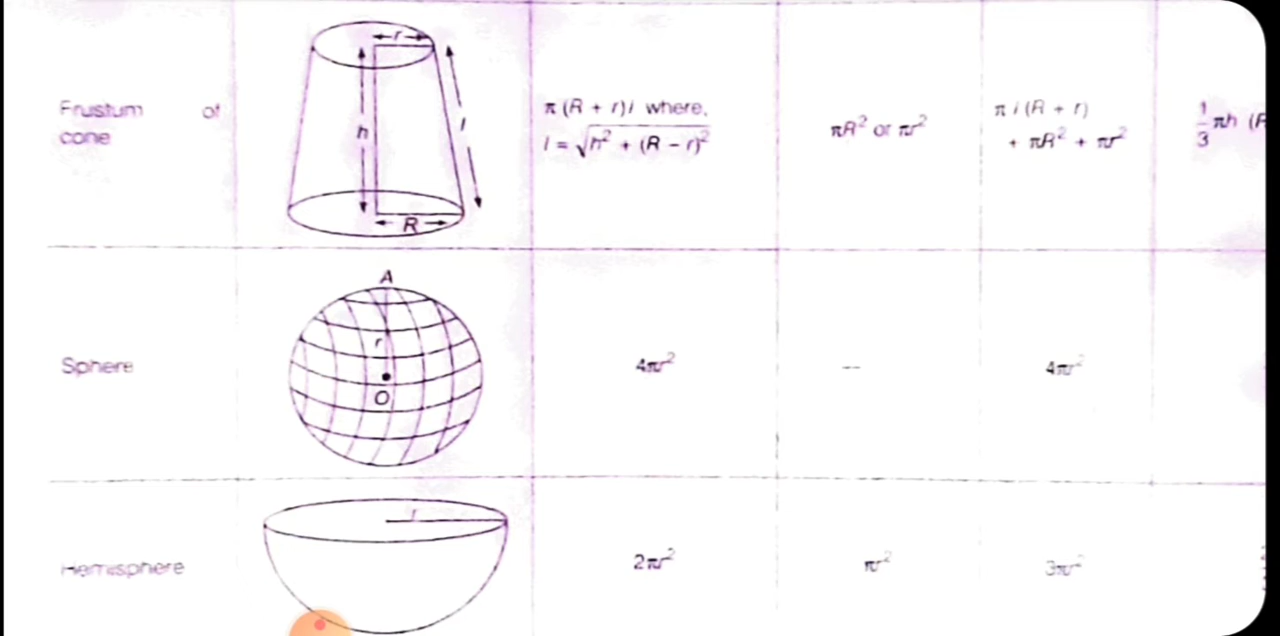 Frustum of
cone
r
h
l
R
π (R + r) l where,
l = √h² + (R − r)²
πR² or πr²
π l (R + r)
+ πR² + πr²
1/3 πh (R
Sphere
A
r
O
4πr²
—
4πr²
Hemisphere
r
2πr²
πr²
3πr²